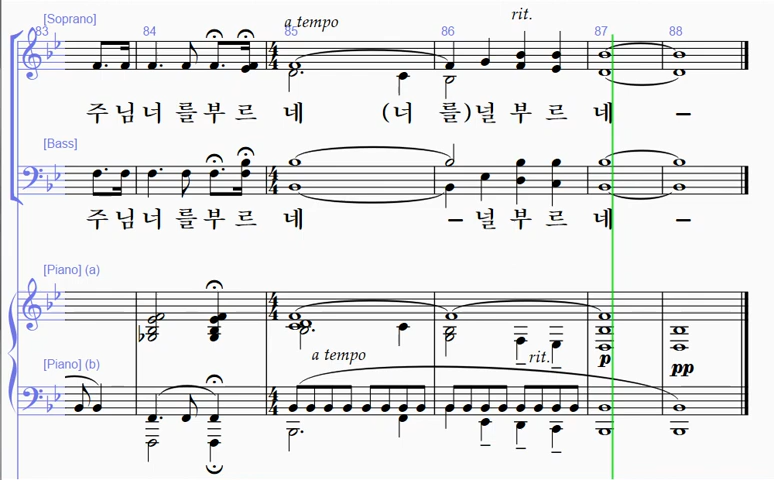 [Soprano]
83 84 85 86 87 88
a tempo rit.
주님너를부르네 (너를)널부르네 –
[Bass]
주님너를부르네 – 널부르네 –
[Piano] (a)
a tempo rit.
p
pp
[Piano] (b)